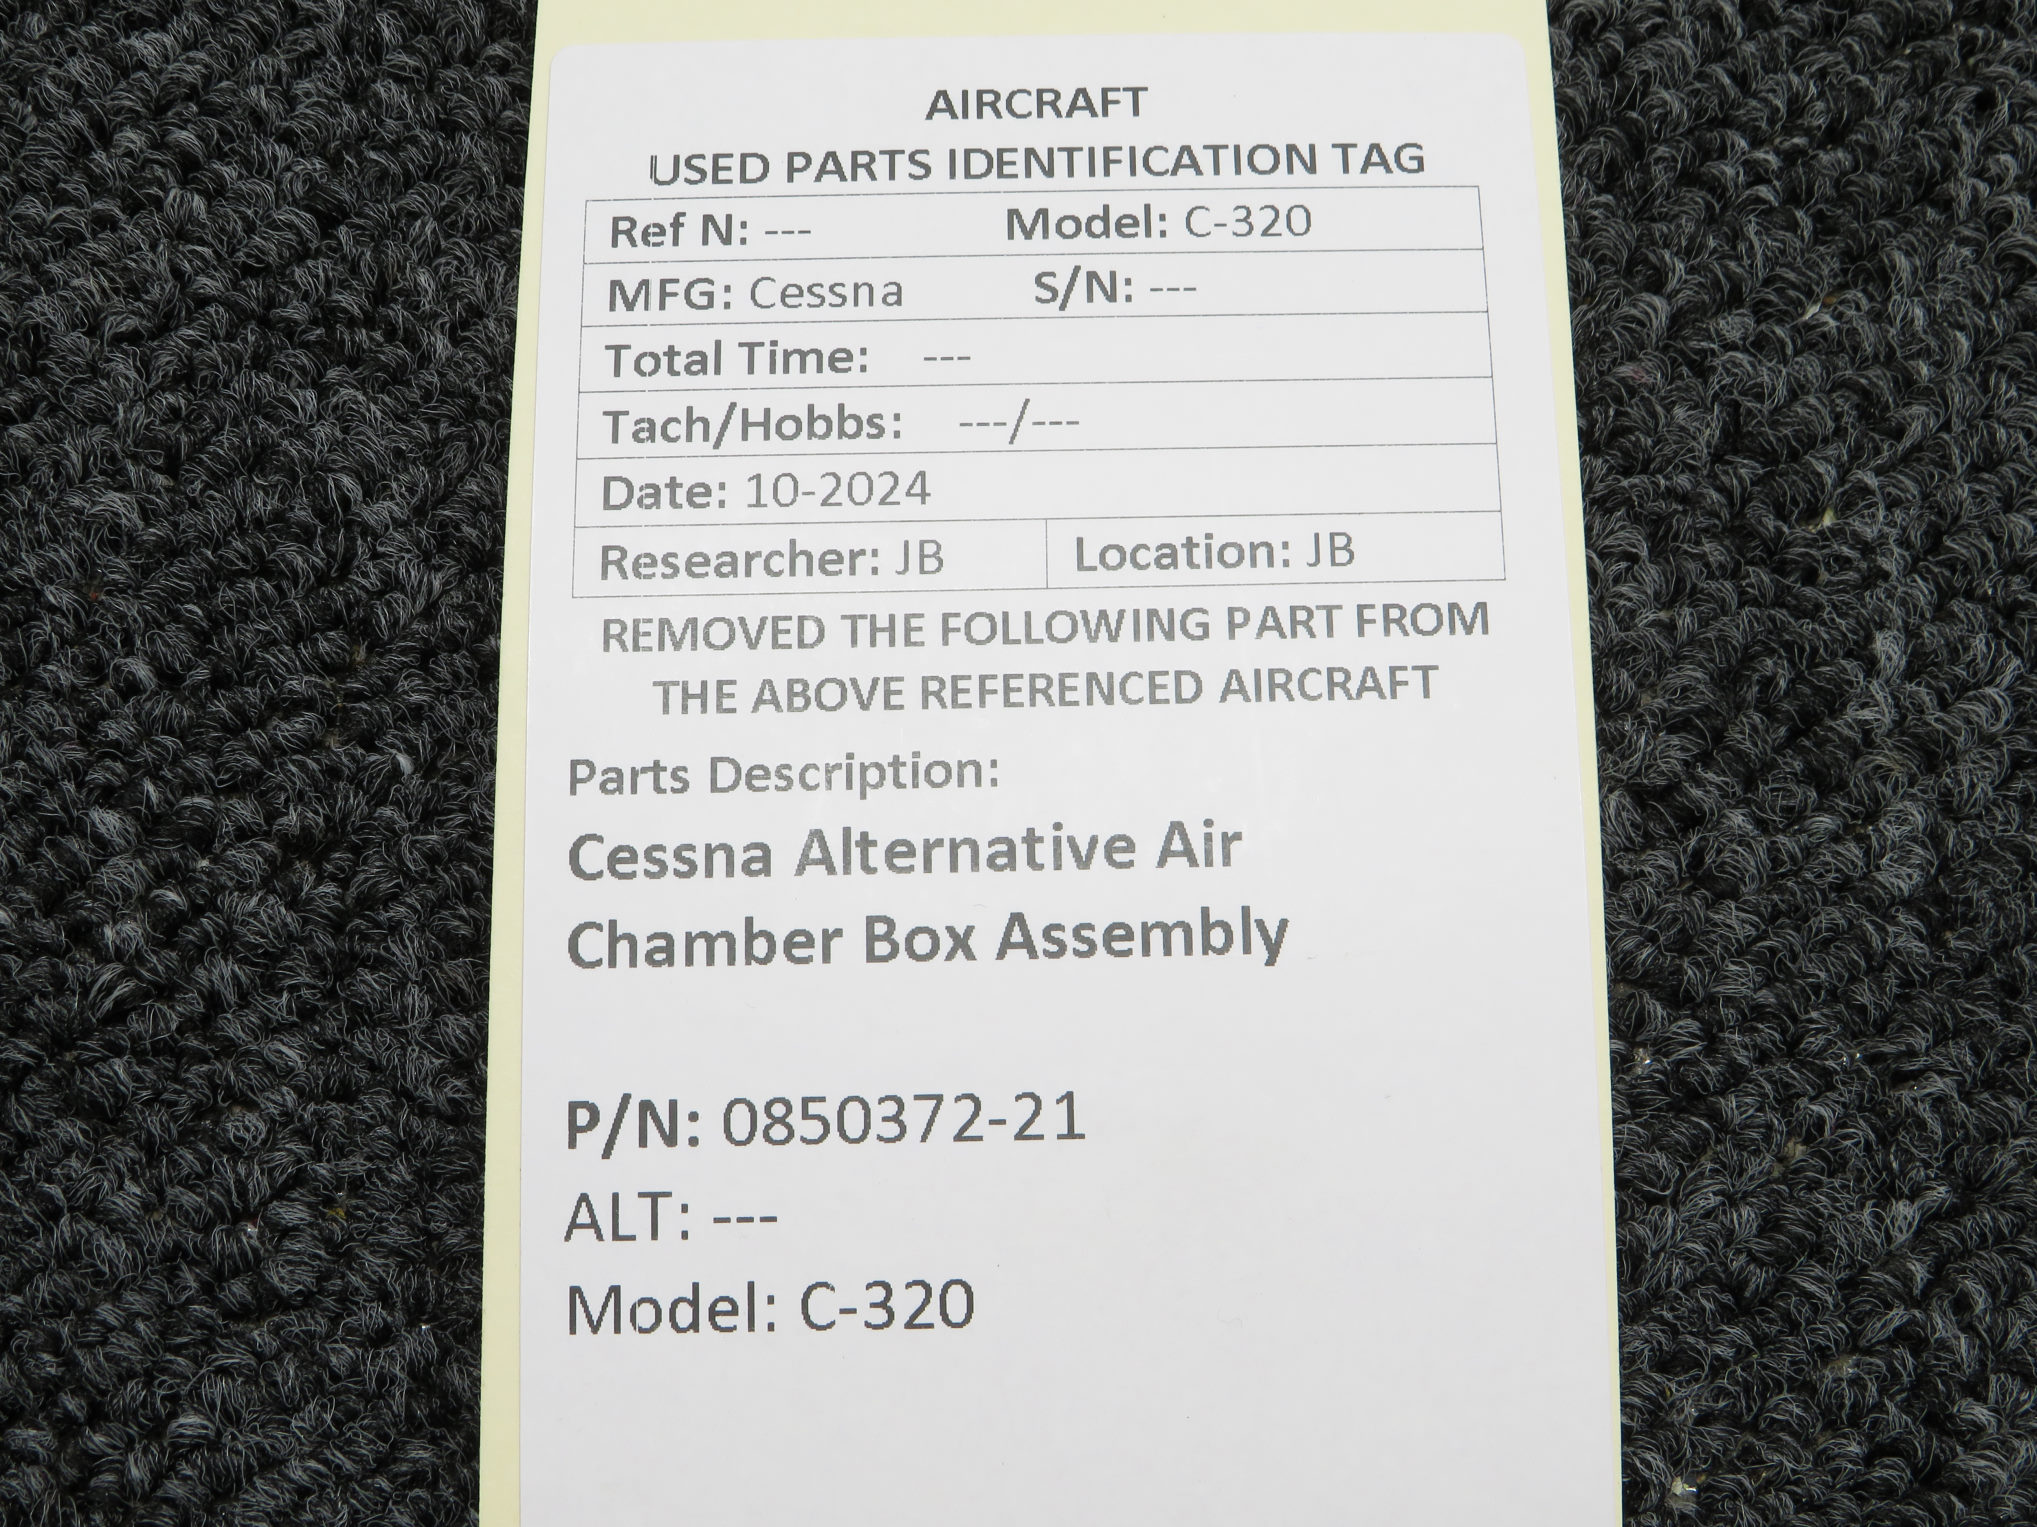 AIRCRAFT
USED PARTS IDENTIFICATION TAG
Ref N: --- Model: C-320
MFG: Cessna S/N: ---
Total Time: ---
Tach/Hobbs: ---/---
Date: 10-2024
Researcher: JB Location: JB
REMOVED THE FOLLOWING PART FROM
THE ABOVE REFERENCED AIRCRAFT
Parts Description:
Cessna Alternative Air
Chamber Box Assembly
P/N: 0850372-21
ALT: ---
Model: C-320